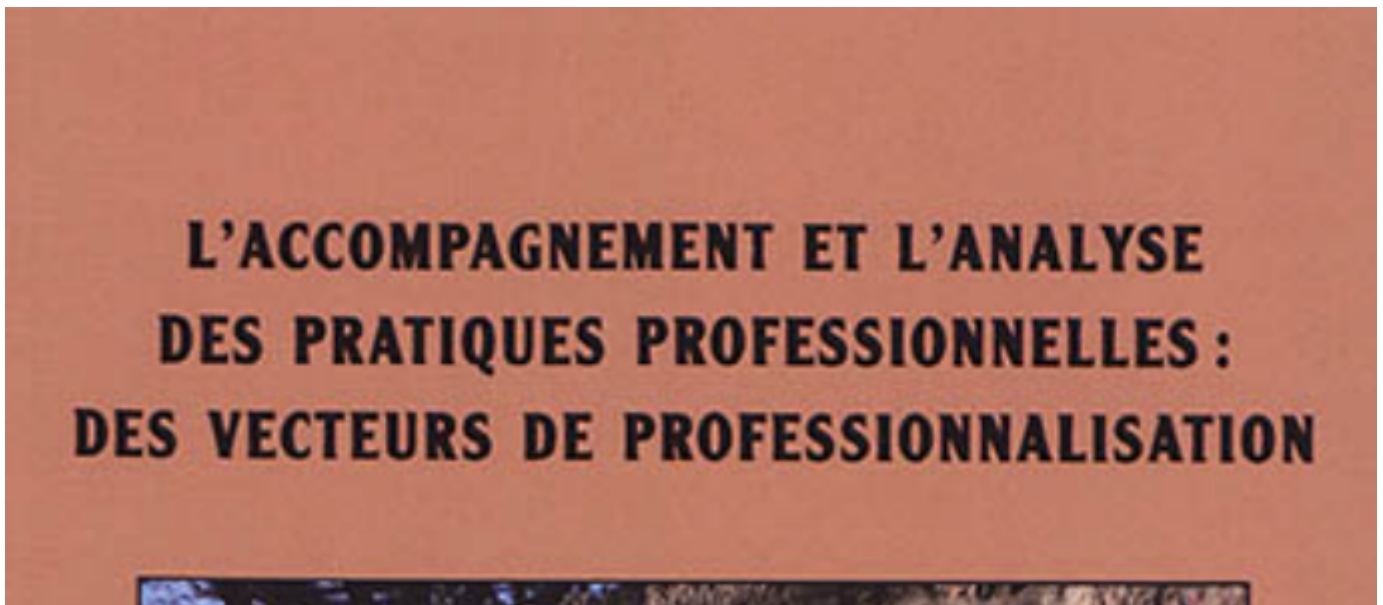 L'ACCOMPAGNEMENT ET L'ANALYSE
DES PRATIQUES PROFESSIONNELLES :
DES VECTEURS DE PROFESSIONNALISATION